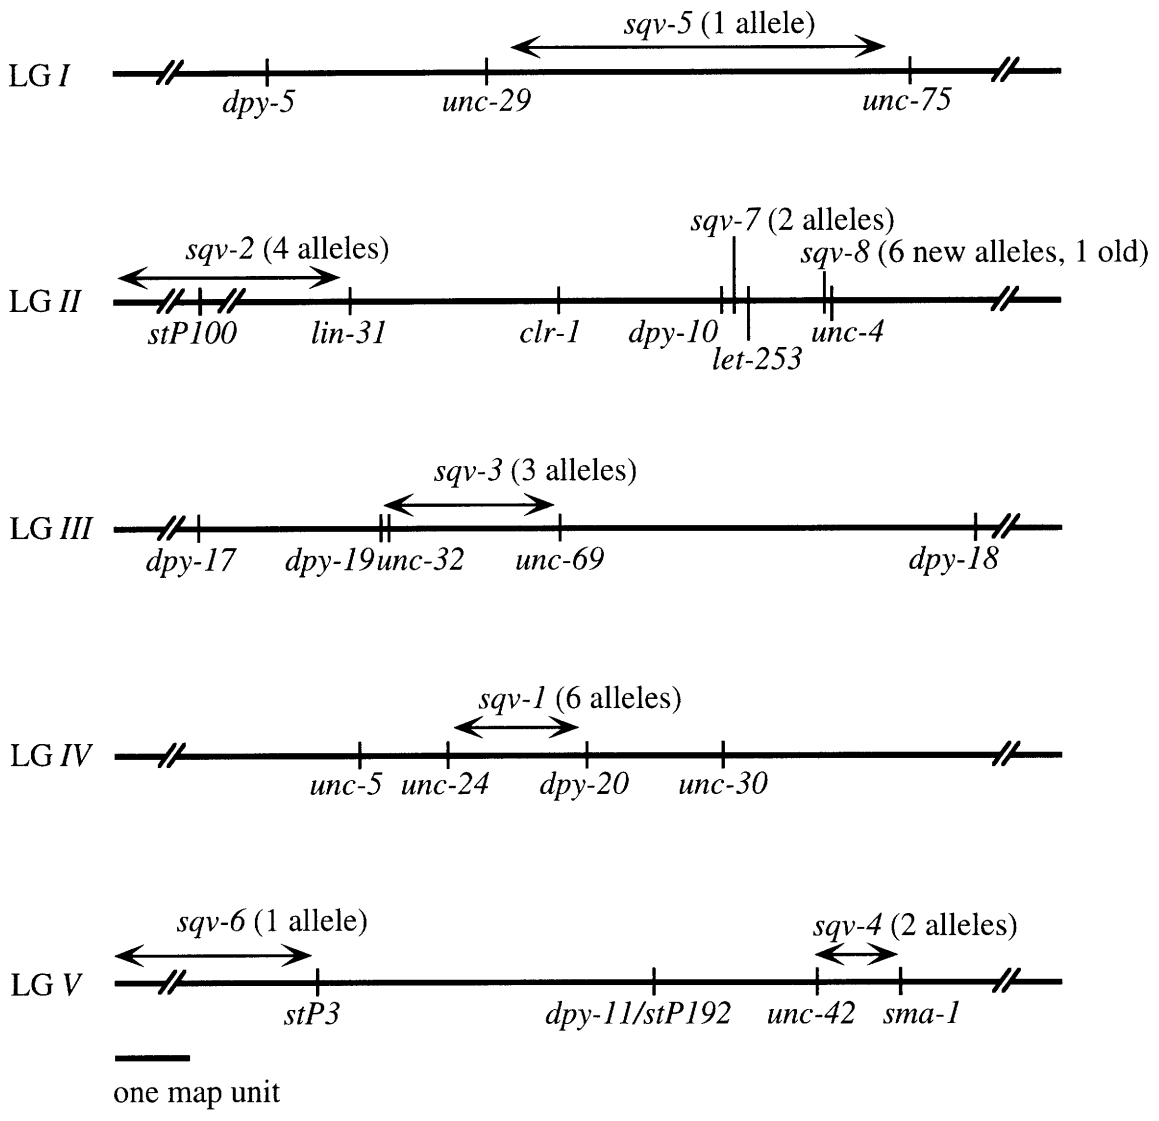 sqv-5 (1 allele)
LG I
dpy-5 unc-29 unc-75
sqv-7 (2 alleles)
sqv-2 (4 alleles) sqv-8 (6 new alleles, 1 old)
LG II
stP100 lin-31 clr-1 dpy-10 unc-4
let-253
sqv-3 (3 alleles)
LG III
dpy-17 dpy-19 unc-32 unc-69 dpy-18
sqv-1 (6 alleles)
LG IV
unc-5 unc-24 dpy-20 unc-30
sqv-6 (1 allele) sqv-4 (2 alleles)
LG V
stP3 dpy-11/stP192 unc-42 sma-1
one map unit